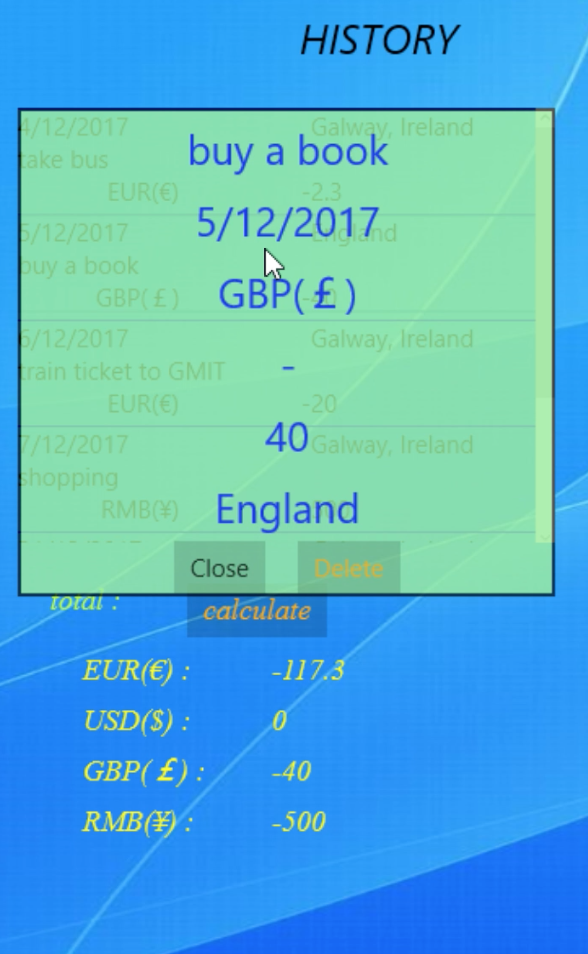 HISTORY
4/12/2017 Galway, Ireland
take bus
EUR(€) -2.3
5/12/2017 England
buy a book
GBP(£)
6/12/2017 Galway, Ireland
train ticket to GMIT
EUR(€) -20
7/12/2017 Galway, Ireland
shopping
RMB(¥)
buy a book
5/12/2017
GBP(£)
-
40
England
Close Delete
total : calculate
EUR(€) : -117.3
USD($) : 0
GBP(£) : -40
RMB(¥) : -500